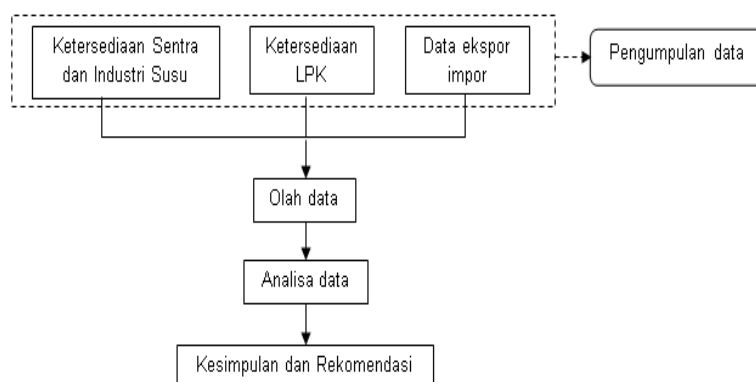 Ketersediaan Sentra
dan Industri Susu
Ketersediaan
LPK
Data ekspor
impor
Pengumpulan data
Olah data
Analisa data
Kesimpulan dan Rekomendasi